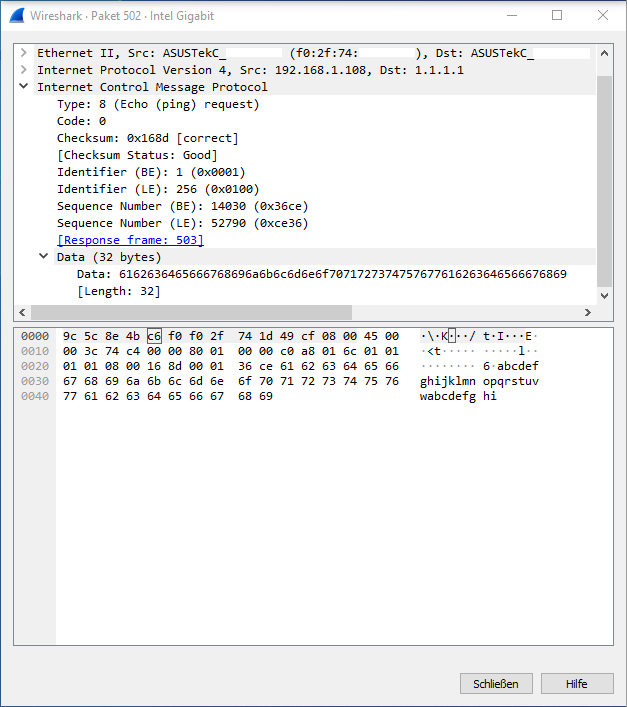 Wireshark · Paket 502 · Intel Gigabit
Ethernet II, Src: ASUSTekC_ (f0:2f:74: ), Dst: ASUSTekC_
Internet Protocol Version 4, Src: 192.168.1.108, Dst: 1.1.1.1
Internet Control Message Protocol
Type: 8 (Echo (ping) request)
Code: 0
Checksum: 0x168d [correct]
[Checksum Status: Good]
Identifier (BE): 1 (0x0001)
Identifier (LE): 256 (0x0100)
Sequence Number (BE): 14030 (0x36ce)
Sequence Number (LE): 52790 (0xce36)
[Response frame: 503]
Data (32 bytes)
Data: 6162636465666768696a6b6c6d6e6f7071727374757677616263646566676869
[Length: 32]
0000 9c 5c 8e 4b c6 f0 f0 2f 74 1d 49 cf 08 00 45 00 ·\·K···/ t·I···E·
0010 00 3c 74 c4 00 00 80 01 00 00 c0 a8 01 6c 01 01 ·<t····· ·····l··
0020 01 01 08 00 16 8d 00 01 36 ce 61 62 63 64 65 66 ········ 6·abcdef
0030 67 68 69 6a 6b 6c 6d 6e 6f 70 71 72 73 74 75 76 ghijklmn opqrstuv
0040 77 61 62 63 64 65 66 67 68 69 wabcdefg hi
Schließen Hilfe